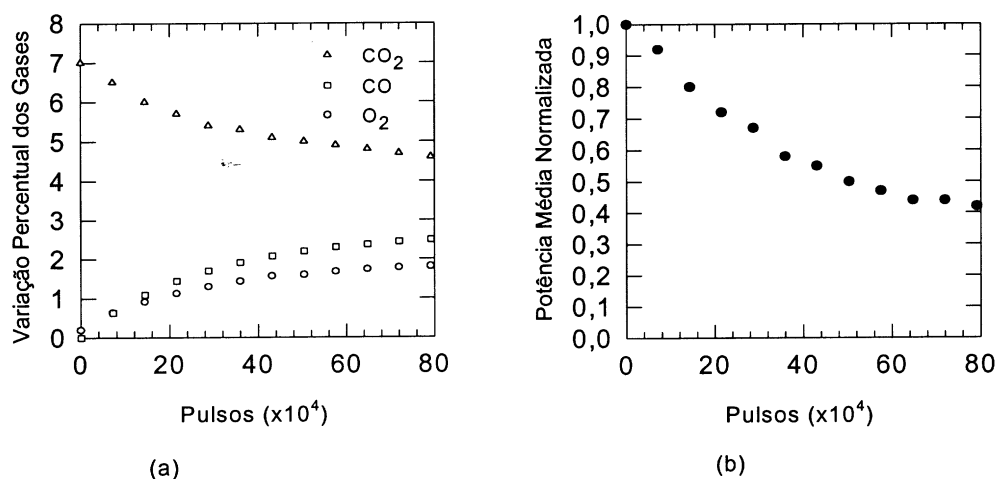 Variação Percentual dos Gases
8
7
6
5
4
3
2
1
0
CO2
CO
O2
0 20 40 60 80
Pulsos (x10^4)
(a)
Potência Média Normalizada
1,0
0,9
0,8
0,7
0,6
0,5
0,4
0,3
0,2
0,1
0,0
0 20 40 60 80
Pulsos (x10^4)
(b)